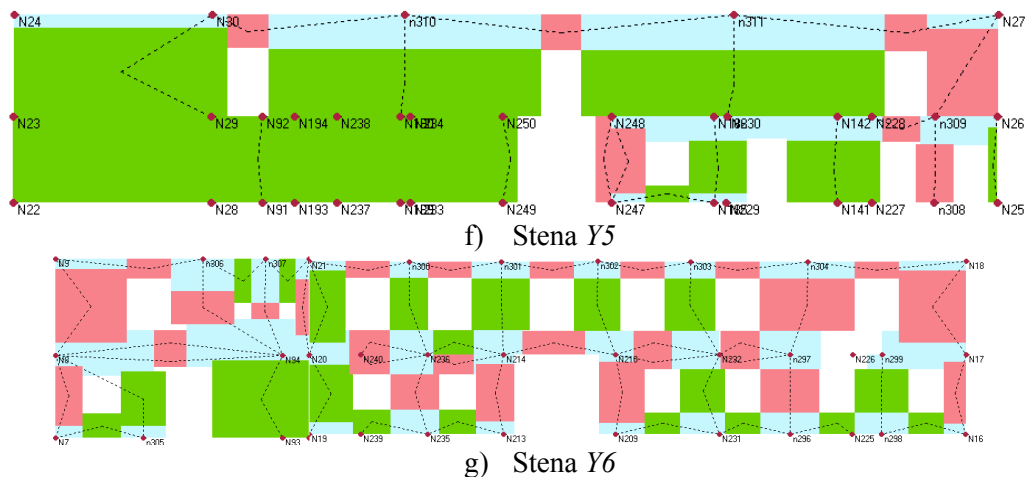 N24 N30 n310 n311 N27
N23 N29 N92 N194 N238 N250 N248 N142 N228 n309 N26
N22 N28 N91 N193 N237 N249 N247 N141 N227 n308 N25
f) Stena Y5
N9 n306 n307 N21 n300 n301 n302 n303 n304 N18
N8 N94 N20 N240 N236 N214 N210 N232 n297 N226 n299 N17
N7 n305 N93 N19 N239 N235 N213 N209 N231 n296 N225 n298 N16
g) Stena Y6